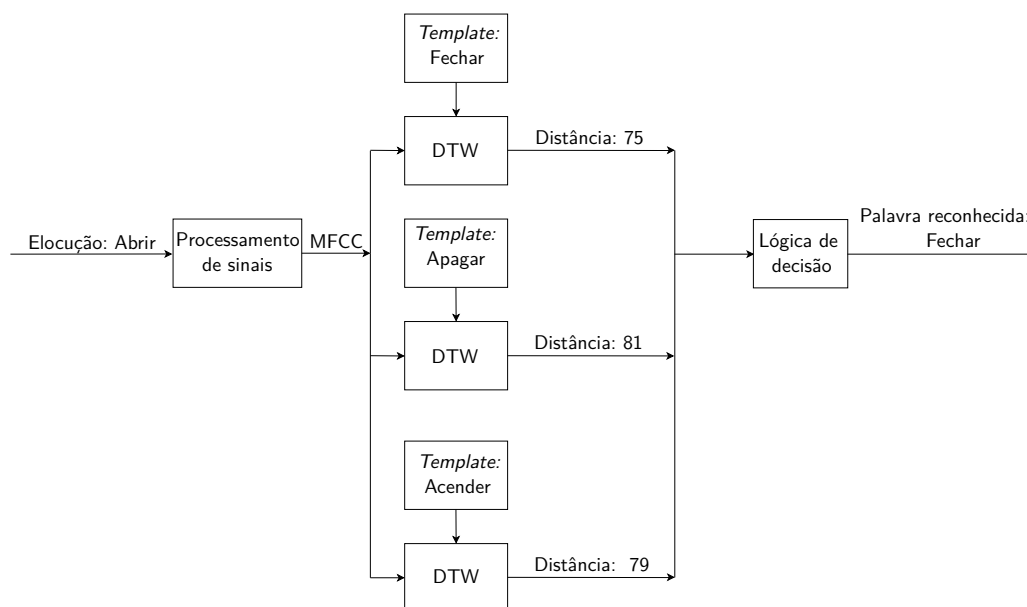 Template:
Fechar
DTW
Distância: 75
Elocução: Abrir
Processamento
de sinais
MFCC
Template:
Apagar
Lógica de
decisão
Palavra reconhecida:
Fechar
DTW
Distância: 81
Template:
Acender
DTW
Distância: 79